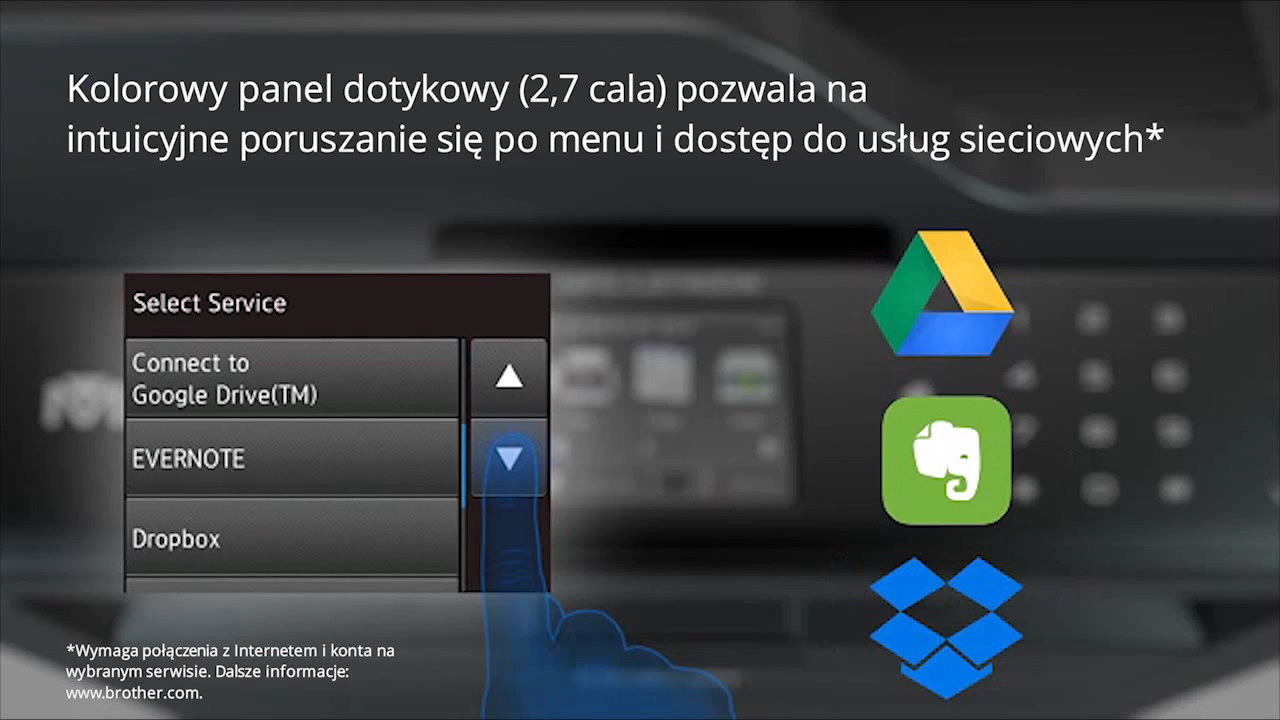 Kolorowy panel dotykowy (2,7 cala) pozwala na
intuicyjne poruszanie się po menu i dostęp do usług sieciowych*
Select Service
Connect to
Google Drive(TM)
EVERNOTE
Dropbox
*Wymaga połączenia z Internetem i konta na
wybranym serwisie. Dalsze informacje:
www.brother.com.